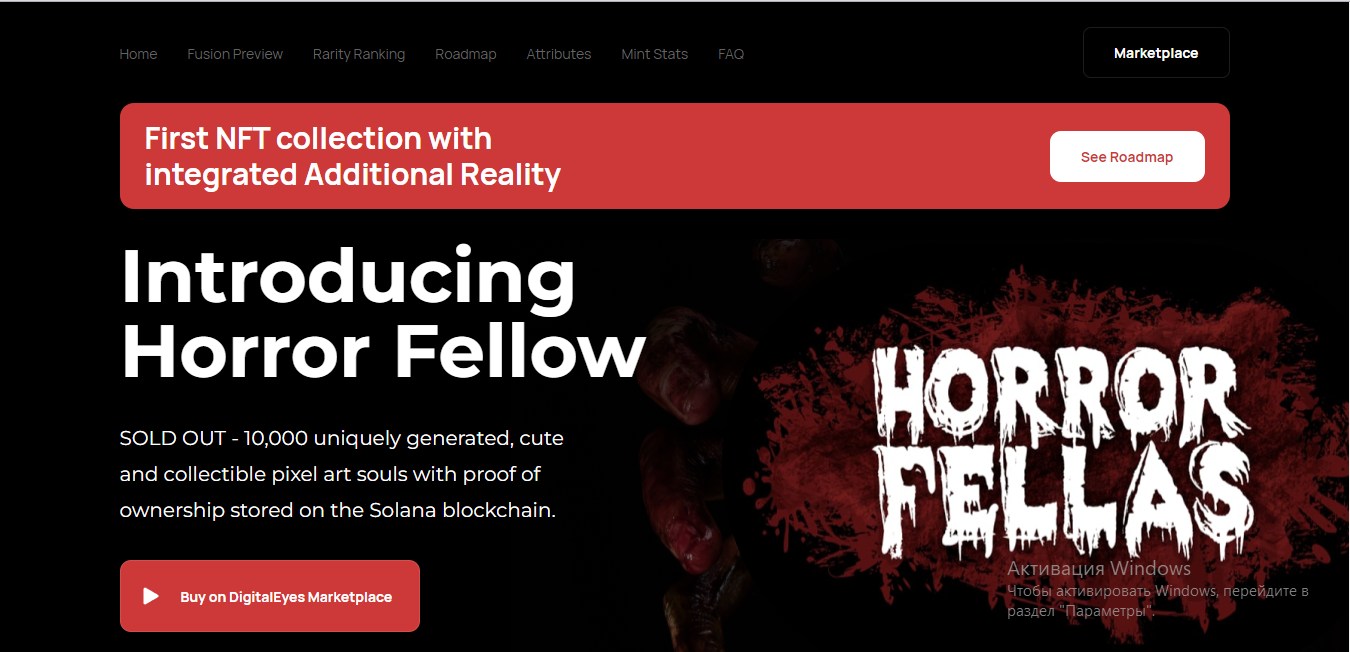 Home Fusion Preview Rarity Ranking Roadmap Attributes Mint Stats FAQ Marketplace
First NFT collection with
integrated Additional Reality
See Roadmap
Introducing
Horror Fellow
SOLD OUT - 10,000 uniquely generated, cute
and collectible pixel art souls with proof of
ownership stored on the Solana blockchain.
Buy on DigitalEyes Marketplace
HORROR
FELLAS
Активация Windows
Чтобы активировать Windows, перейдите в
раздел "Параметры".